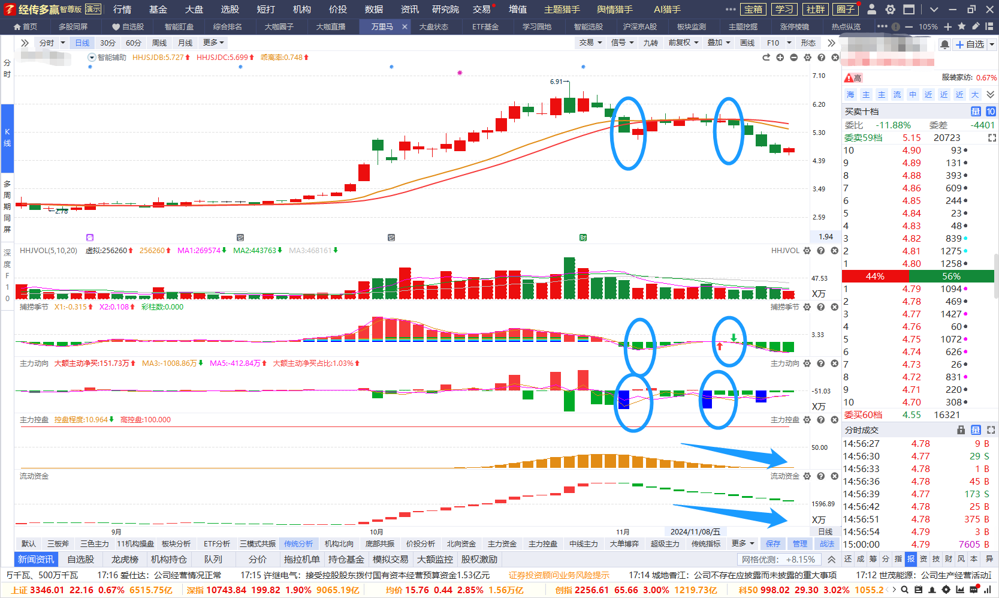 经传多赢 智尊版 演示 行情 基金 大盘 选股 短打 机构 价投 数据 资讯 研究院 交易 增值 主题猎手 舆情猎手 AI猎手 宝箱 学习 社群 圈子
首页 多股同屏 自选股 智能盯盘 综合排名 大咖圈子 大咖直播 万里马 大盘状态 ETF基金 学习园地 智能选股 沪深京A股 板块监测 主题挖掘 涨停棱镜 热点纵览 105%
分时 日线 30分 60分 周线 月线 更多 交易 信号 九转 前复权 叠加 画线 F10 形态 自选
智能辅助 HHJSJDB:5.727 HHJSJDC:5.699 乖离率:0.748
分时
K线
多周期同屏
深度F10
7.10
6.91
6.20
5.30
4.39
3.49
2.78
2.59
1.94
HHJVOL(5,10,20) 虚拟:256260 256260 MA1:269574 MA2:443763 MA3:468161 HHJVOL
47.53
X万
捕捞季节 X1:-0.315 X2:0.108 彩柱数:0.000 捕捞季节
3.33
主力动向 大额主动净买:151.73万 MA3:-1008.86万 MA5:-412.84万 大额主动净买占比:1.03% 主力动向
-51.03
X万
主力控盘 控盘程度:10.964 高控盘:100.000 主力控盘
50.00
流动资金 流动资金
1596.89
X万
9月 10月 11月 2024/11/08/五 日线
默认 三板斧 三色主力 11机构操盘 板块分析 ETF分析 三模式共振 传统分析 机构北向 底部共振 价投分析 北向资金 主力资金 主力控盘 中线主力 大单博弈 超级主力 传统指标 更多 保存 管理 战法
新闻资讯 自选股 龙虎榜 机构持仓 队列 分价 拖拉机单 持仓基金 模拟交易 大额监控 股权激励 网格优测: +8.15%
高 服装家纺: 0.67%
海 主 主 流 中 近 近 近 大
买卖十档 量 10
委比 -11.88% 委差 -4401
委卖59档 5.15 20723
10 4.90 93
9 4.89 131
8 4.88 393
7 4.86 609
6 4.85 244
5 4.84 23
4 4.83 48
3 4.82 839
2 4.81 1275
1 4.80 1258
44% 56%
1 4.79 1094
2 4.78 469
3 4.77 1427
4 4.76 60
5 4.75 1072
6 4.74 626
7 4.73 26
8 4.72 831
9 4.71 220
10 4.70 308
委买60档 4.55 16321
分时成交 量
14:56:27 4.78 9 B
14:56:30 4.77 29 S
14:56:33 4.78 1 B
14:56:36 4.78 45 B
14:56:39 4.77 173 S
14:56:42 4.78 25 B
14:56:51 4.78 375 B
14:56:54 4.79 3 B
15:00:00 4.79 7605 B
还 成 筹 分 指 报 资 技 财 风 本 异
万千瓦、500万千瓦 17:16 爱仕达：公司经营情况正常 17:15 许继电气：接受控股股东拨付国有资本经营预算资金1.53亿元 证券投资顾问业务风险提示 17:14 城地香江：公司不存在应披露而未披露的重大事项 17:12 世茂能源：公司生产经营活动正
上证 3346.01 22.16 0.67% 6515.75亿 深指 10743.84 199.82 1.90% 9065.19亿 均价 15.76 0.44 2.85% 1.56万亿 创指 2256.61 65.66 3.00% 1219.73亿 科50 998.02 29.30 3.02% 1055.2